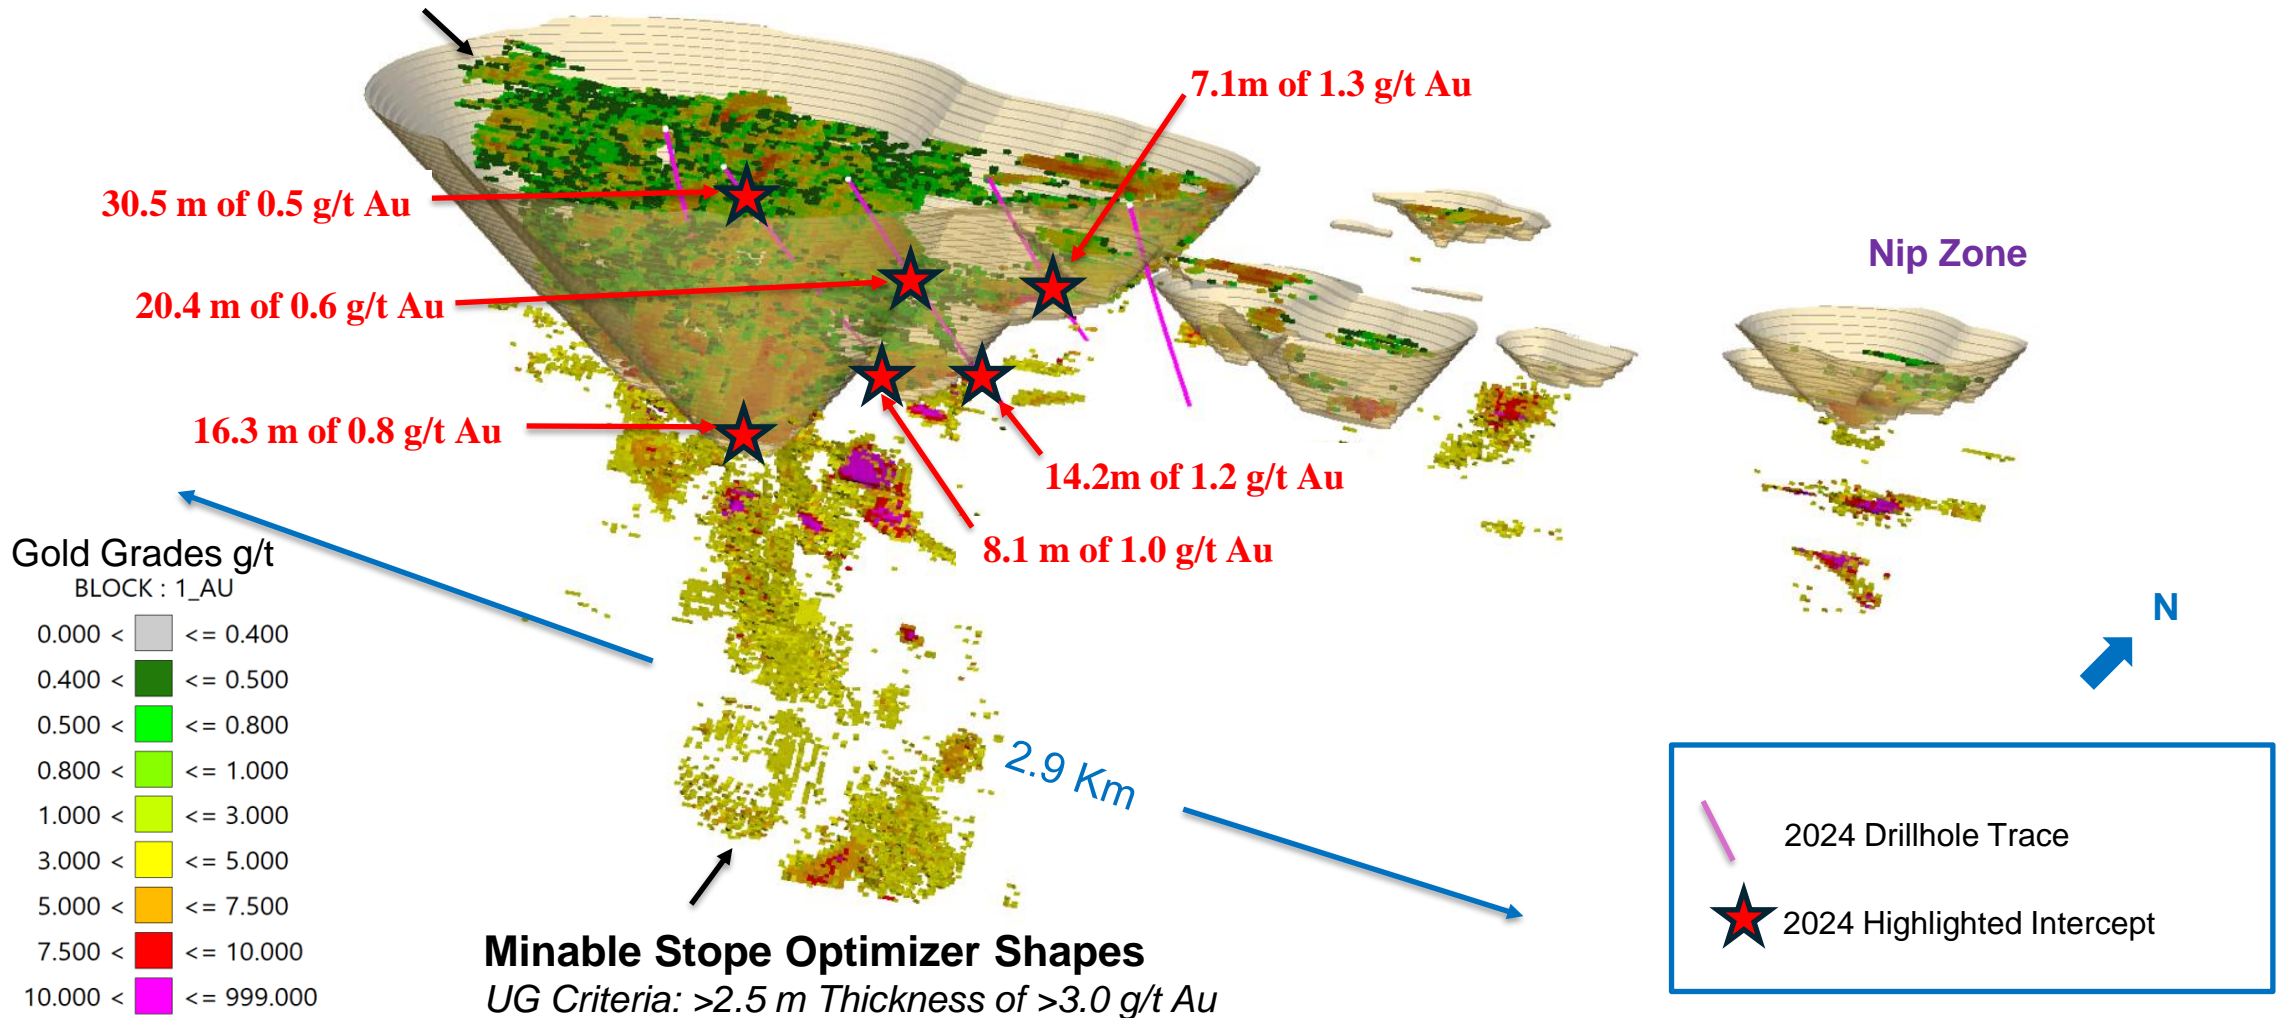 7.1m of 1.3 g/t Au
30.5 m of 0.5 g/t Au
Nip Zone
20.4 m of 0.6 g/t Au
16.3 m of 0.8 g/t Au
14.2m of 1.2 g/t Au
8.1 m of 1.0 g/t Au
Gold Grades g/t
BLOCK : 1_AU
0.000 < <= 0.400
0.400 < <= 0.500
0.500 < <= 0.800
0.800 < <= 1.000
1.000 < <= 3.000
3.000 < <= 5.000
5.000 < <= 7.500
7.500 < <= 10.000
10.000 < <= 999.000
N
2.9 Km
2024 Drillhole Trace
2024 Highlighted Intercept
Minable Stope Optimizer Shapes
UG Criteria: >2.5 m Thickness of >3.0 g/t Au